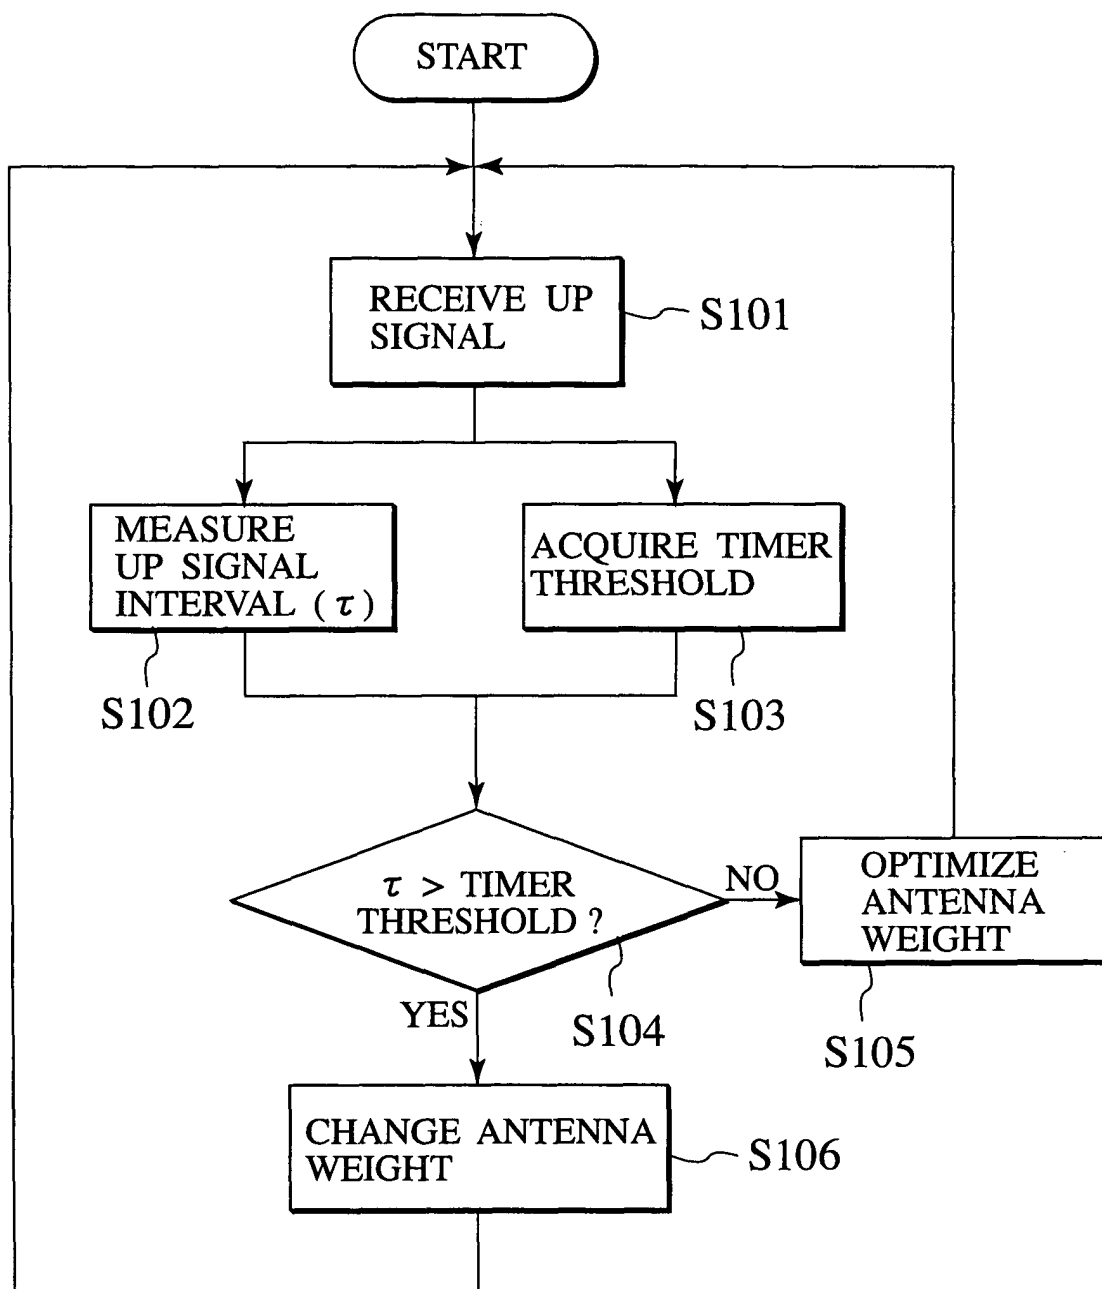 START
RECEIVE UP
SIGNAL
S101
MEASURE
UP SIGNAL
INTERVAL (τ)
S102
ACQUIRE TIMER
THRESHOLD
S103
τ > TIMER
THRESHOLD ?
S104
NO
OPTIMIZE
ANTENNA
WEIGHT
S105
YES
CHANGE ANTENNA
WEIGHT
S106